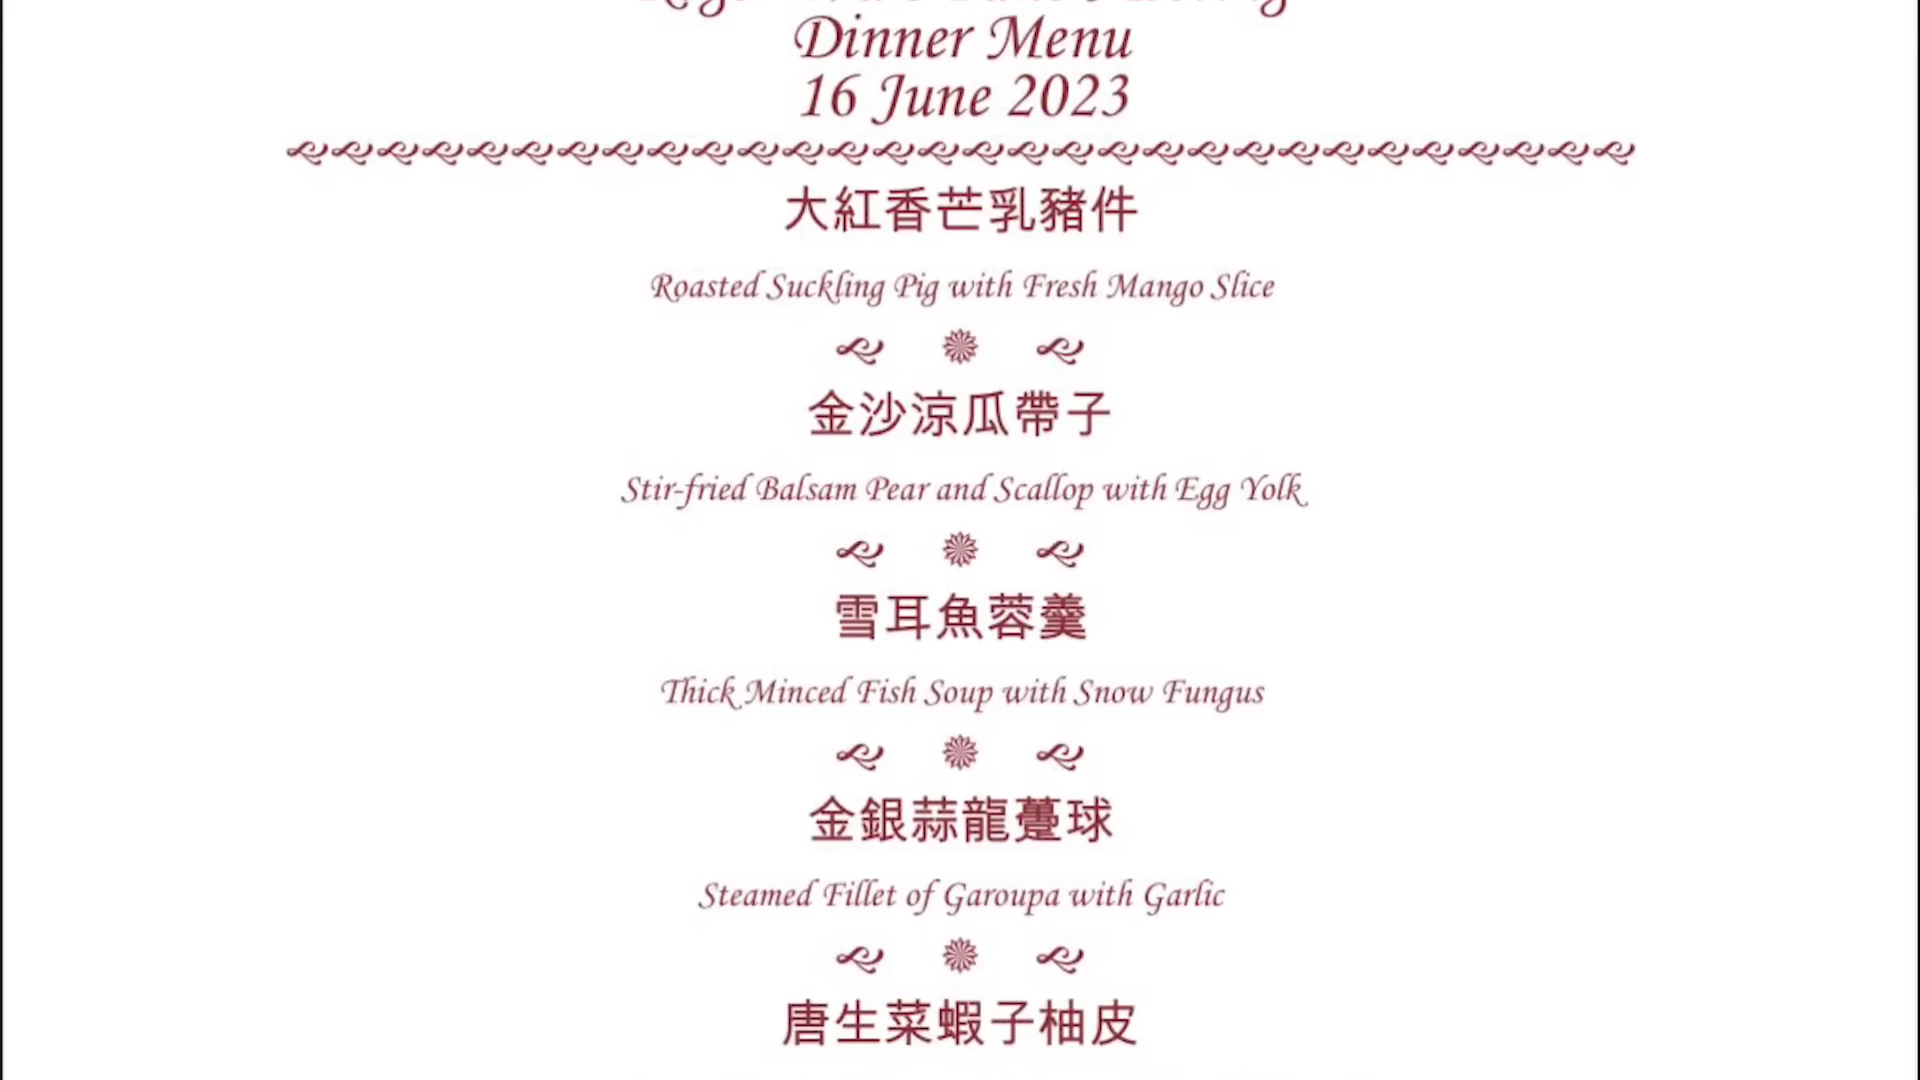 Dinner Menu
16 June 2023
大紅香芒乳豬件
Roasted Suckling Pig with Fresh Mango Slice
金沙涼瓜帶子
Stir-fried Balsam Pear and Scallop with Egg Yolk
雪耳魚蓉羹
Thick Minced Fish Soup with Snow Fungus
金銀蒜龍躉球
Steamed Fillet of Garoupa with Garlic
唐生菜蝦子柚皮